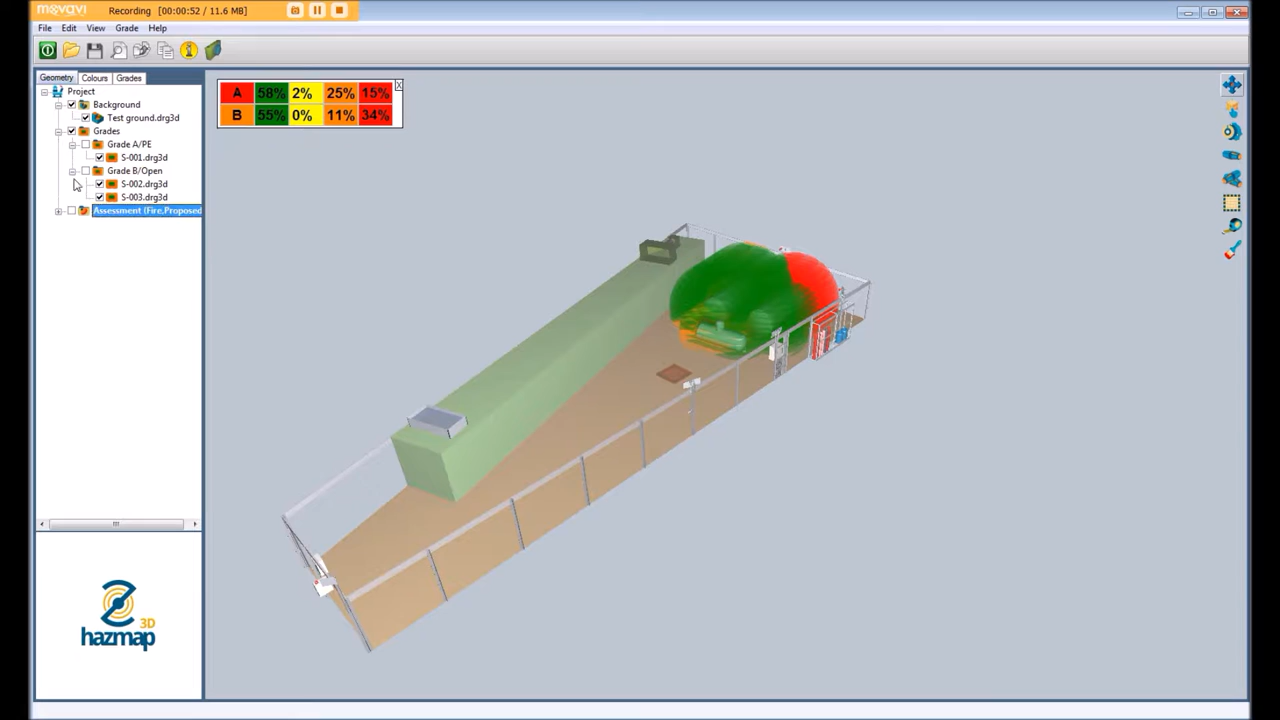 movavi
Recording [00:00:52 / 11.6 MB]
File Edit View Grade Help
Geometry Colours Grades
Project
Background
Test ground.drg3d
Grades
Grade A/PE
S-001.drg3d
Grade B/Open
S-002.drg3d
S-003.drg3d
Assessment (Fire,Proposed
A 58% 2% 25% 15%
B 55% 0% 11% 34%
X
3D
hazmap